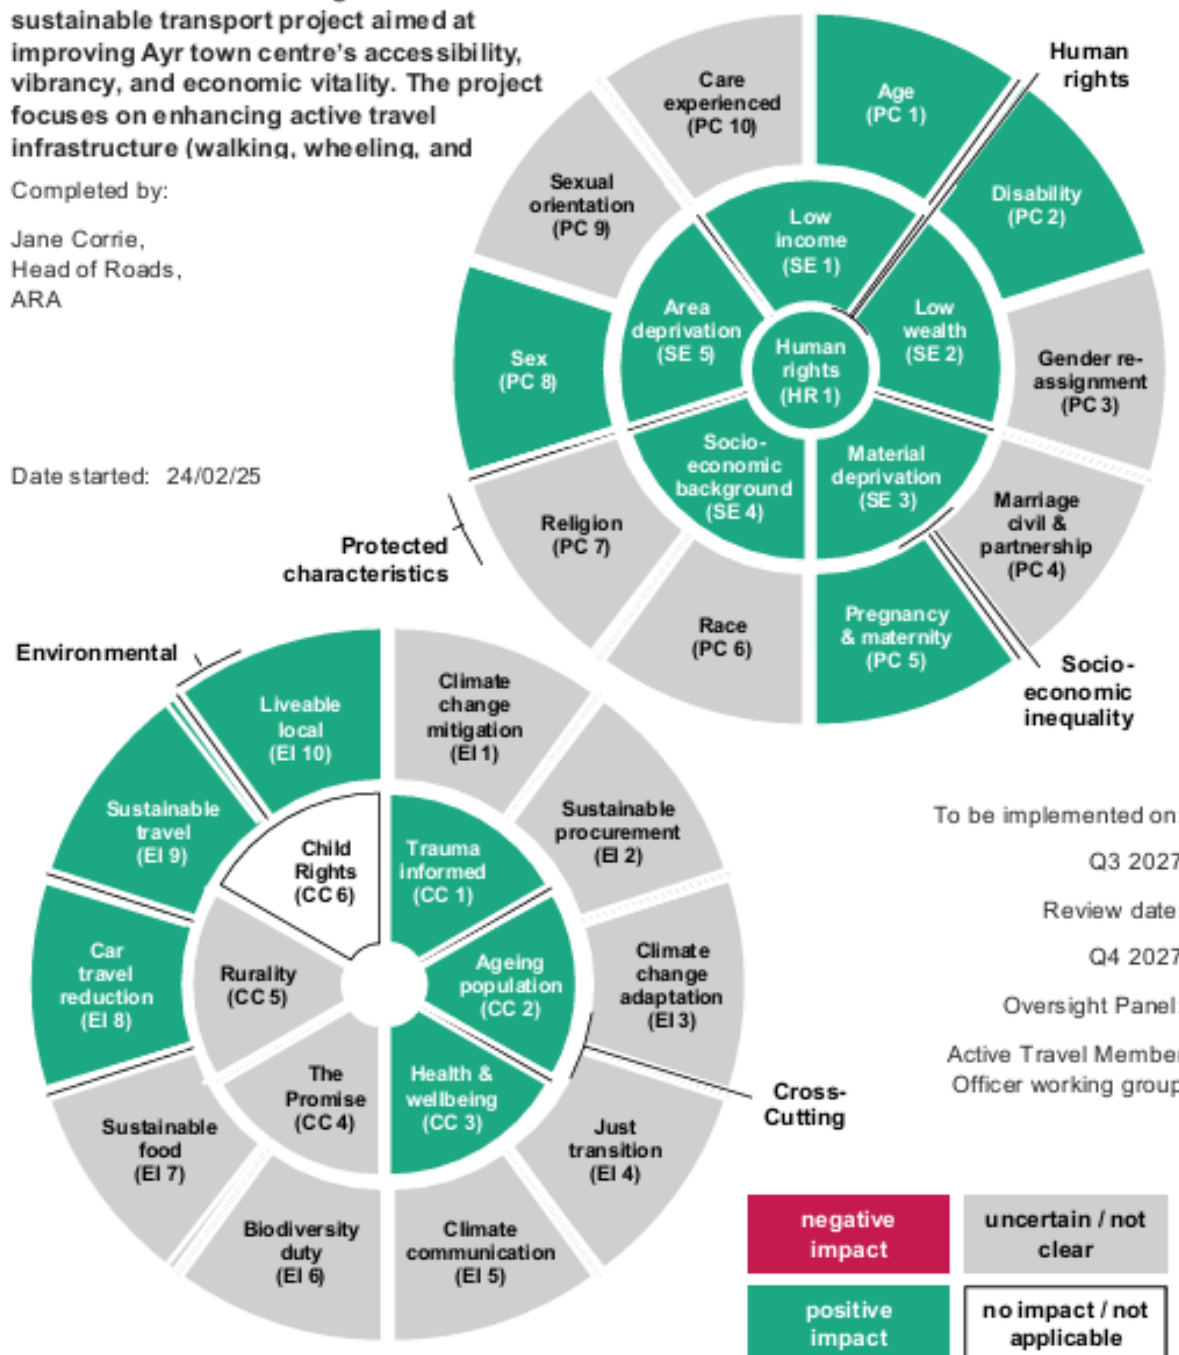 sustainable transport project aimed at
improving Ayr town centre's accessibility,
vibrancy, and economic vitality. The project
focuses on enhancing active travel
infrastructure (walking, wheeling, and
Completed by:
Jane Corrie,
Head of Roads,
ARA
Date started: 24/02/25
Human
rights
Care
experienced
(PC 10)
Age
(PC 1)
Disability
(PC 2)
Gender re-
assignment
(PC 3)
Marriage
civil &
partnership
(PC 4)
Pregnancy
& maternity
(PC 5)
Race
(PC 6)
Religion
(PC 7)
Sex
(PC 8)
Sexual
orientation
(PC 9)
Low
income
(SE 1)
Low
wealth
(SE 2)
Material
deprivation
(SE 3)
Socio-
economic
background
(SE 4)
Area
deprivation
(SE 5)
Human
rights
(HR 1)
Protected
characteristics
Socio-
economic
inequality
Environmental
Climate
change
mitigation
(EI 1)
Sustainable
procurement
(EI 2)
Climate
change
adaptation
(EI 3)
Just
transition
(EI 4)
Climate
communication
(EI 5)
Biodiversity
duty
(EI 6)
Sustainable
food
(EI 7)
Car
travel
reduction
(EI 8)
Sustainable
travel
(EI 9)
Liveable
local
(EI 10)
Trauma
informed
(CC 1)
Ageing
population
(CC 2)
Health &
wellbeing
(CC 3)
The
Promise
(CC 4)
Rurality
(CC 5)
Child
Rights
(CC 6)
Cross-
Cutting
To be implemented on:
Q3 2027
Review date:
Q4 2027
Oversight Panel:
Active Travel Member
Officer working group
negative
impact
uncertain / not
clear
positive
impact
no impact / not
applicable